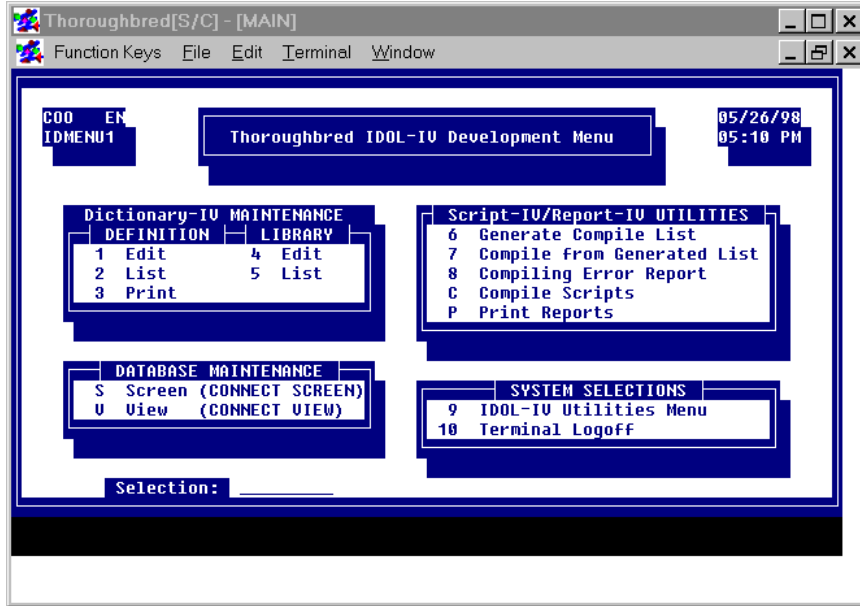 Thoroughbred[S/C] - [MAIN]
Function Keys File Edit Terminal Window
C00 EN
IDMENU1
Thoroughbred IDOL-IV Development Menu
05/26/98
05:10 PM
Dictionary-IV MAINTENANCE
DEFINITION LIBRARY
1 Edit 4 Edit
2 List 5 List
3 Print
Script-IV/Report-IV UTILITIES
6 Generate Compile List
7 Compile from Generated List
8 Compiling Error Report
C Compile Scripts
P Print Reports
DATABASE MAINTENANCE
S Screen (CONNECT SCREEN)
V View (CONNECT VIEW)
SYSTEM SELECTIONS
9 IDOL-IV Utilities Menu
10 Terminal Logoff
Selection: